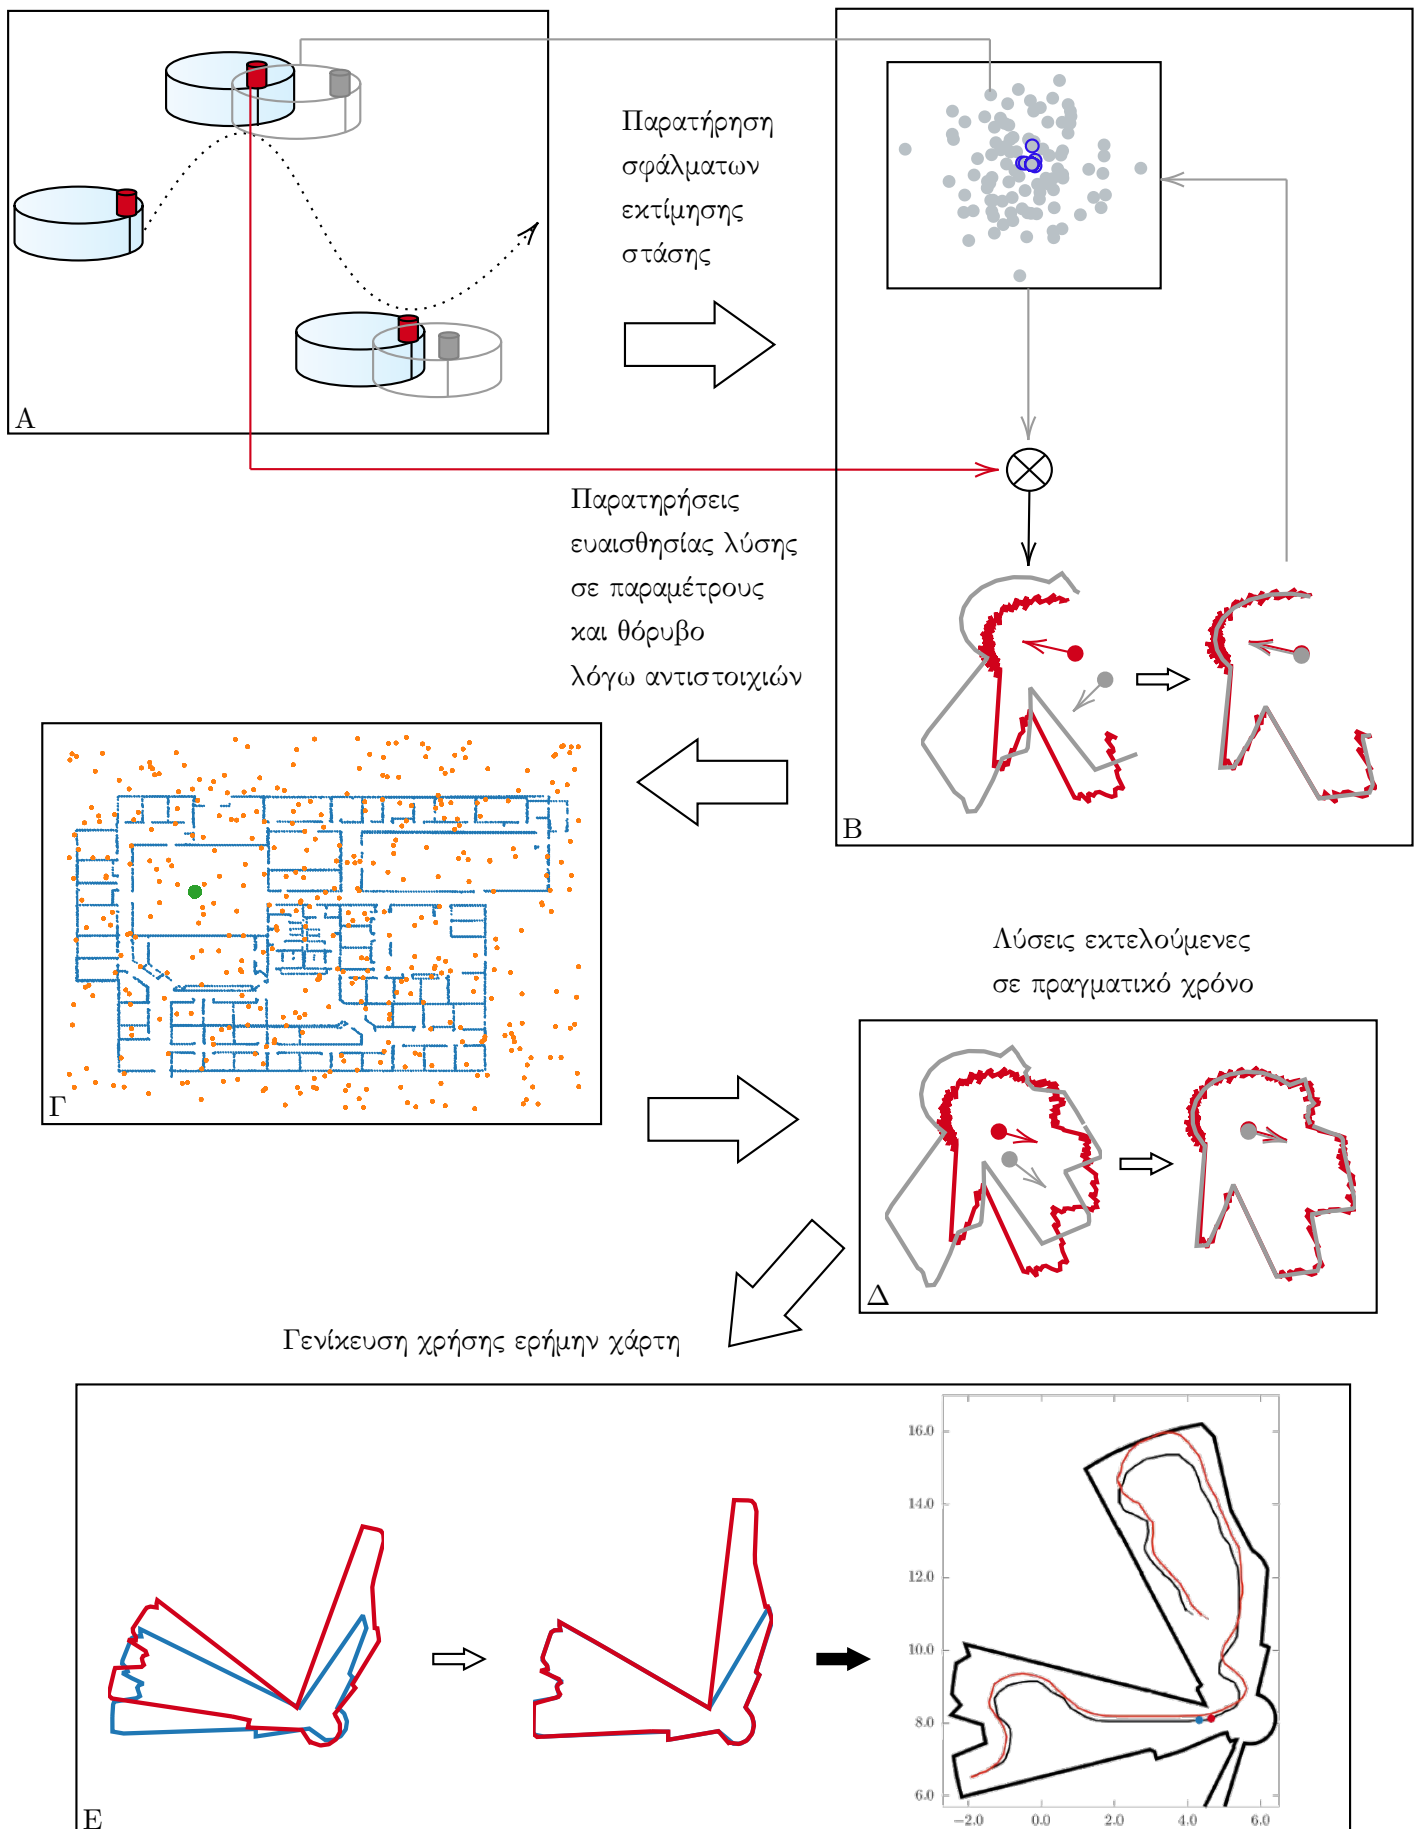 Παρατήρηση
σφάλματων
εκτίμησης
στάσης
Α
Παρατηρήσεις
ευαισθησίας λύσης
σε παραμέτρους
και θόρυβο
λόγω αντιστοιχιών
Β
Γ
Λύσεις εκτελούμενες
σε πραγματικό χρόνο
Δ
Γενίκευση χρήσης ερήμην χάρτη
16.0
14.0
12.0
10.0
8.0
6.0
−2.0 0.0 2.0 4.0 6.0
Ε